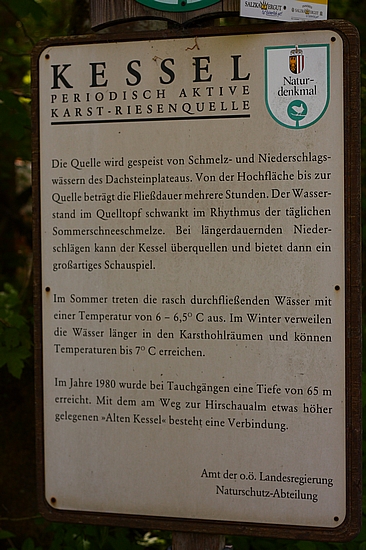 SALZKAMMERGUT
KESSEL
PERIODISCH AKTIVE
KARST-RIESENQUELLE
Natur-
denkmal
Die Quelle wird gespeist von Schmelz- und Niederschlags-
wässern des Dachsteinplateaus. Von der Hochfläche bis zur
Quelle beträgt die Fließdauer mehrere Stunden. Der Wasser-
stand im Quelltopf schwankt im Rhythmus der täglichen
Sommerschneeschmelze. Bei längerdauernden Nieder-
schlägen kann der Kessel überquellen und bietet dann ein
großartiges Schauspiel.
Im Sommer treten die rasch durchfließenden Wässer mit
einer Temperatur von 6 – 6,5° C aus. Im Winter verweilen
die Wässer länger in den Karsthohlräumen und können
Temperaturen bis 7° C erreichen.
Im Jahre 1980 wurde bei Tauchgängen eine Tiefe von 65 m
erreicht. Mit dem am Weg zur Hirschaualm etwas höher
gelegenen »Alten Kessel« besteht eine Verbindung.
Amt der o.ö. Landesregierung
Naturschutz-Abteilung